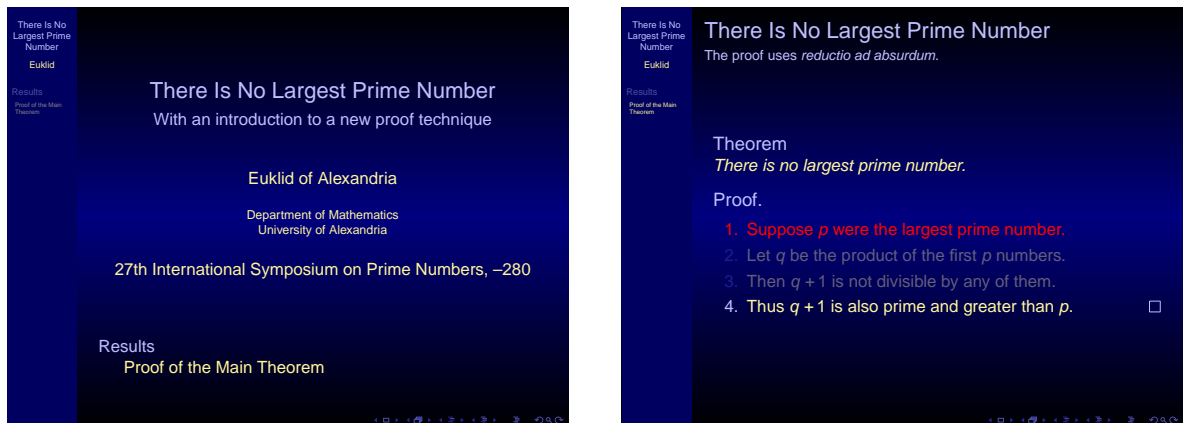 There Is No
Largest Prime
Number
Euklid
Results
Proof of the Main
Theorem
There Is No Largest Prime Number
With an introduction to a new proof technique
Euklid of Alexandria
Department of Mathematics
University of Alexandria
27th International Symposium on Prime Numbers, –280
Results
Proof of the Main Theorem
There Is No
Largest Prime
Number
Euklid
Results
Proof of the Main
Theorem
There Is No Largest Prime Number
The proof uses reductio ad absurdum.
Theorem
There is no largest prime number.
Proof.
1. Suppose p were the largest prime number.
2. Let q be the product of the first p numbers.
3. Then q + 1 is not divisible by any of them.
4. Thus q + 1 is also prime and greater than p. □